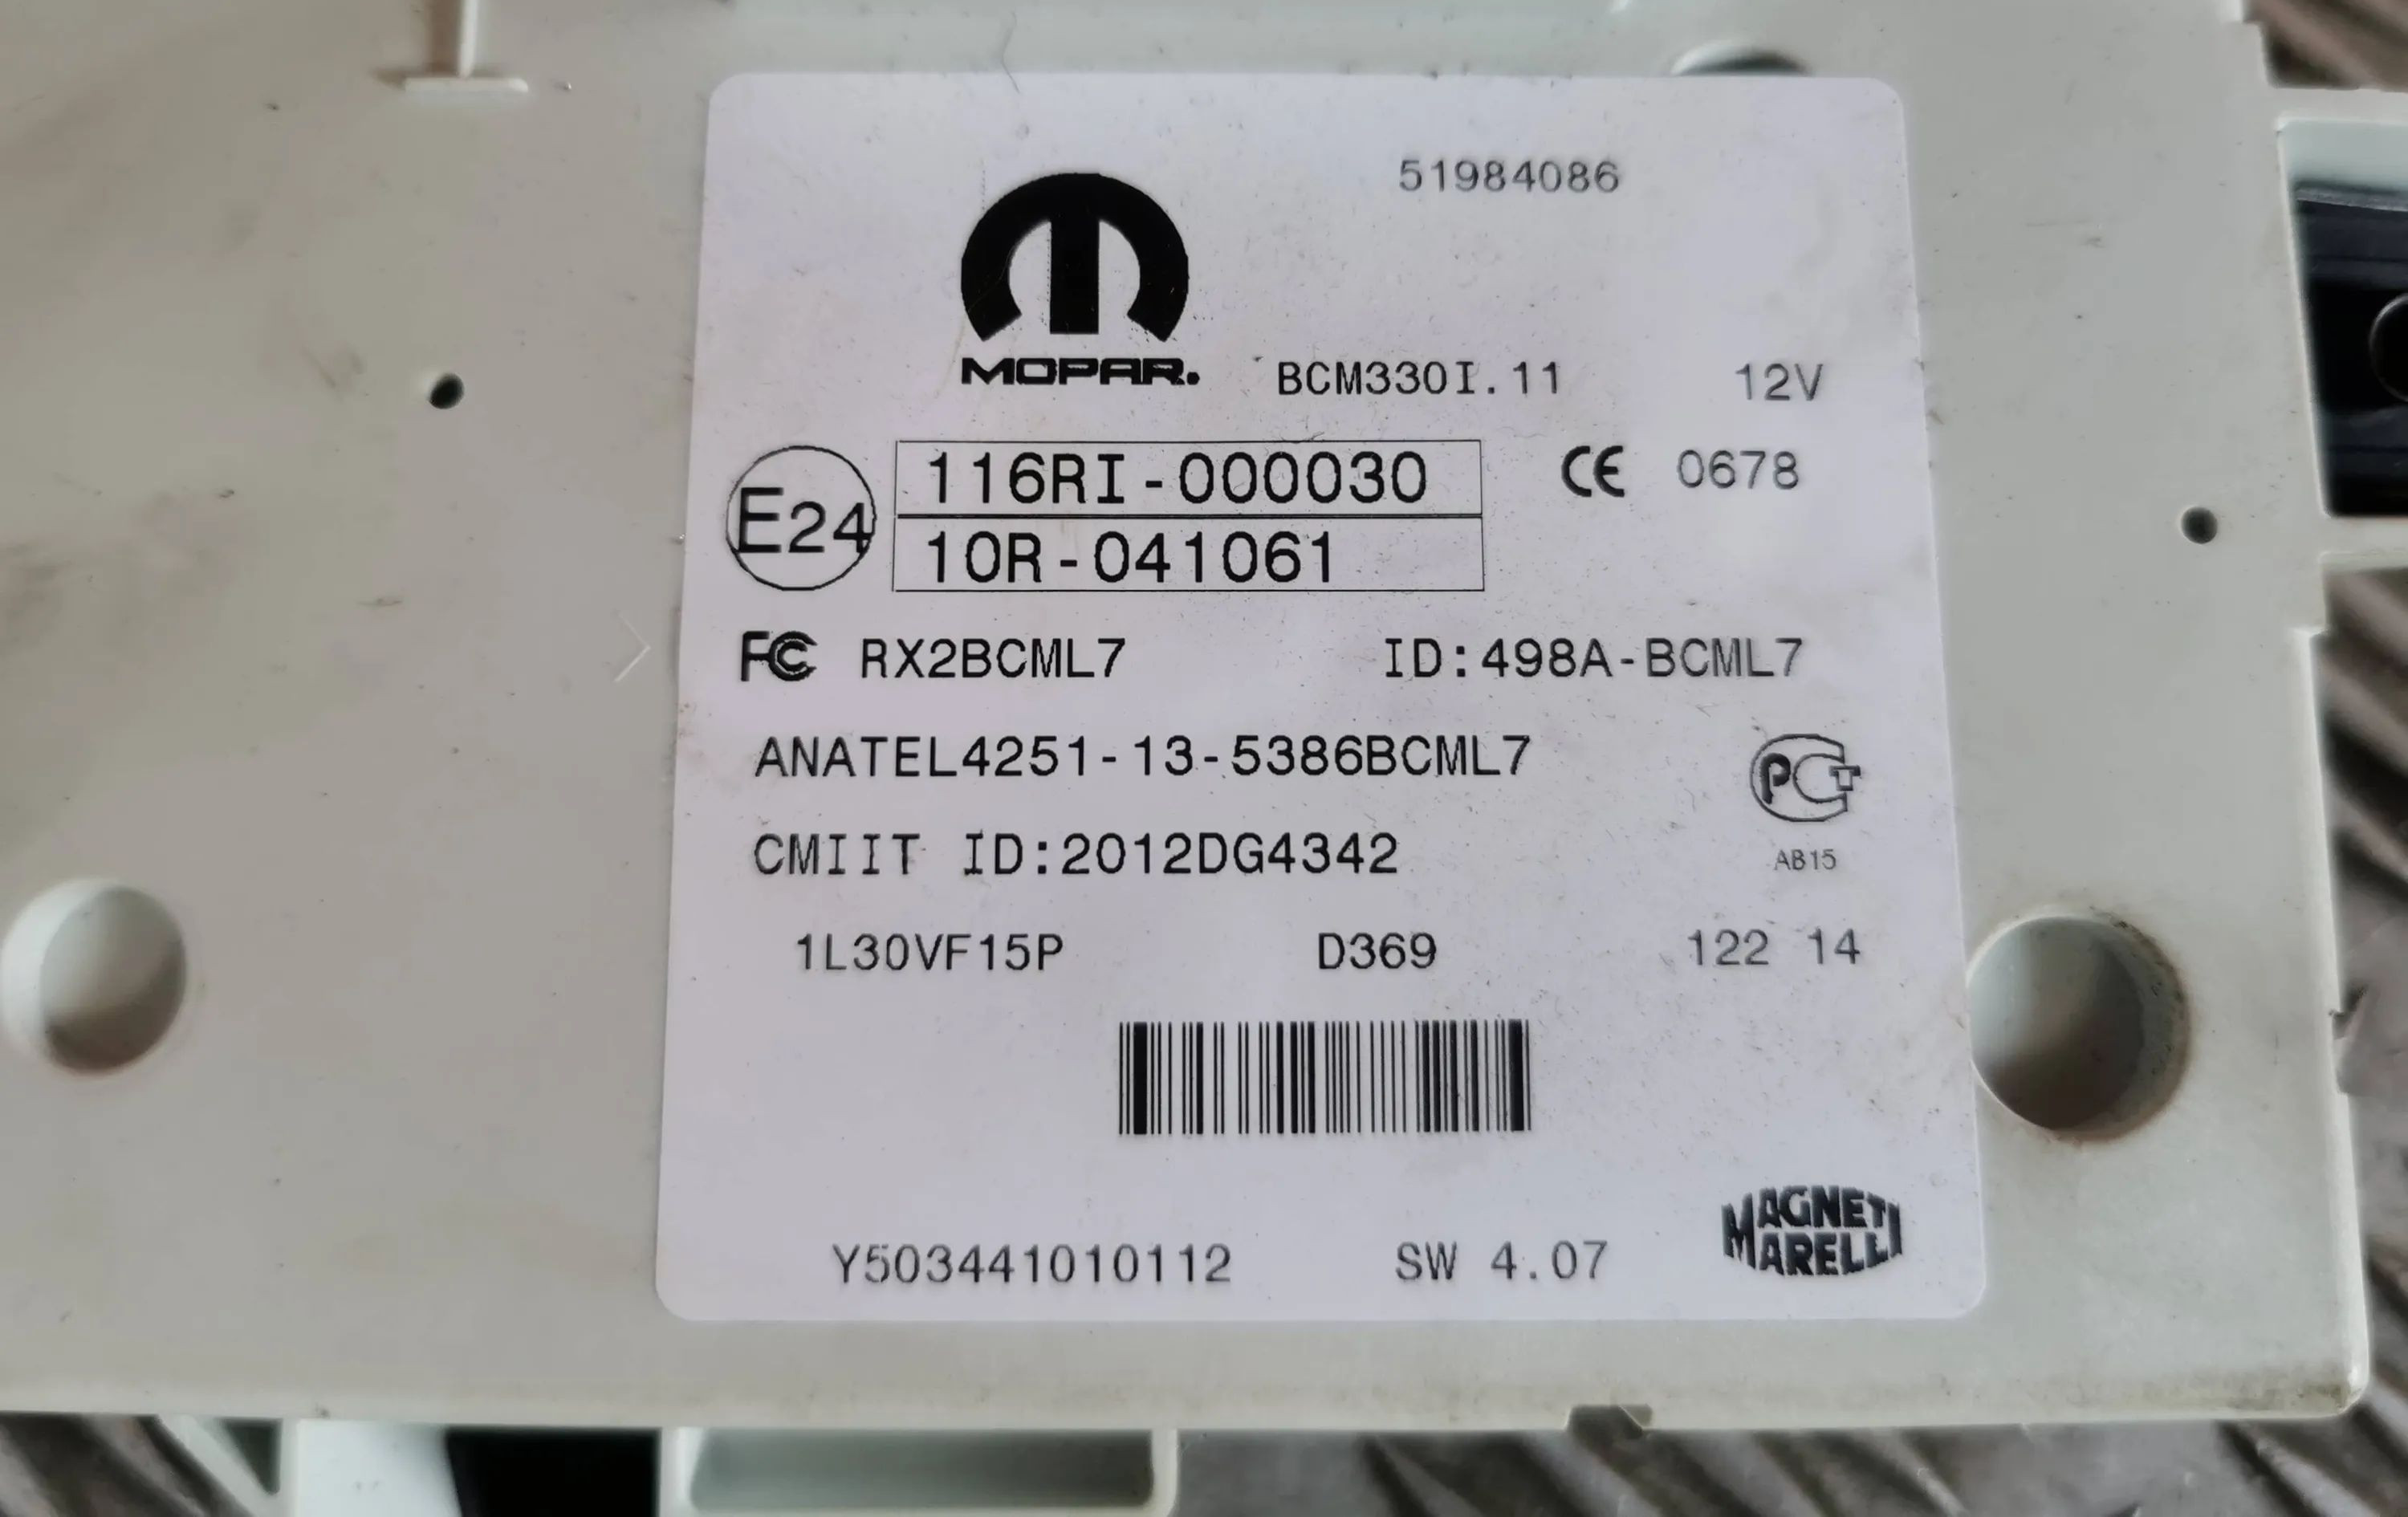 51984086
MOPAR.
BCM330I.11 12V
E24 116RI-000030 CE 0678
10R-041061
FC RX2BCML7 ID:498A-BCML7
ANATEL4251-13-5386BCML7
PCT
CMIIT ID:2012DG4342 AB15
1L30VF15P D369 122 14
Y503441010112 SW 4.07
MAGNETI
MARELLI